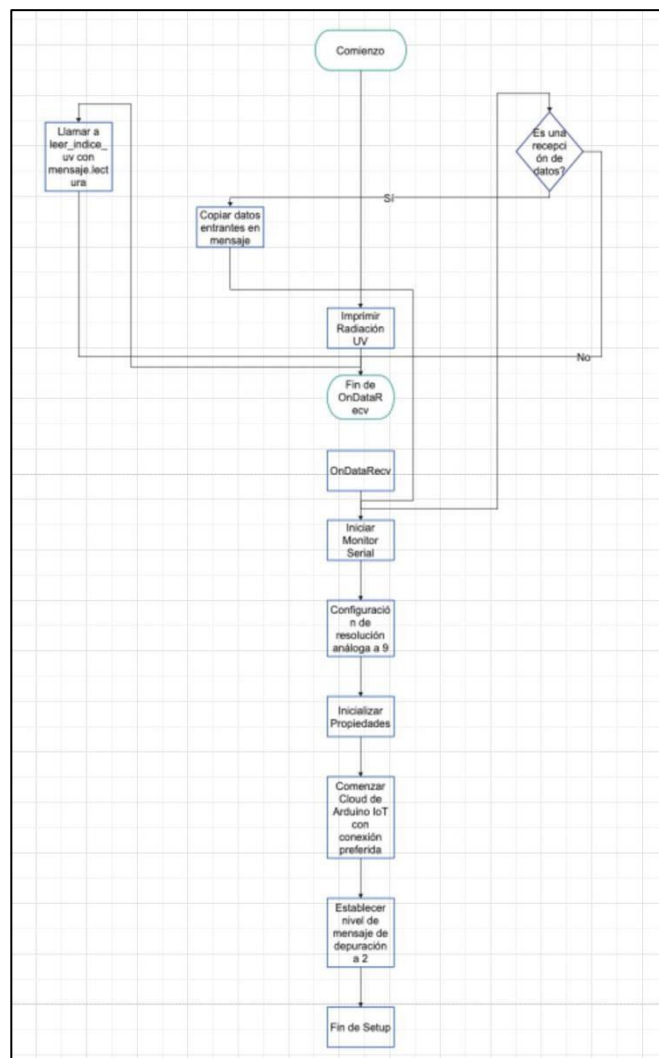 Comienzo
Llamar a
leer_indice_
uv con
mensaje.lect
ura
Es una
recepci
ón de
datos?
Sí
Copiar datos
entrantes en
mensaje
Imprimir
Radiación
UV
No
Fin de
OnDataR
ecv
OnDataRecv
Iniciar
Monitor
Serial
Configuració
n de
resolución
análoga a 9
Inicializar
Propiedades
Comenzar
Cloud de
Arduino IoT
con
conexión
preferida
Establecer
nivel de
mensaje de
depuración
a 2
Fin de Setup